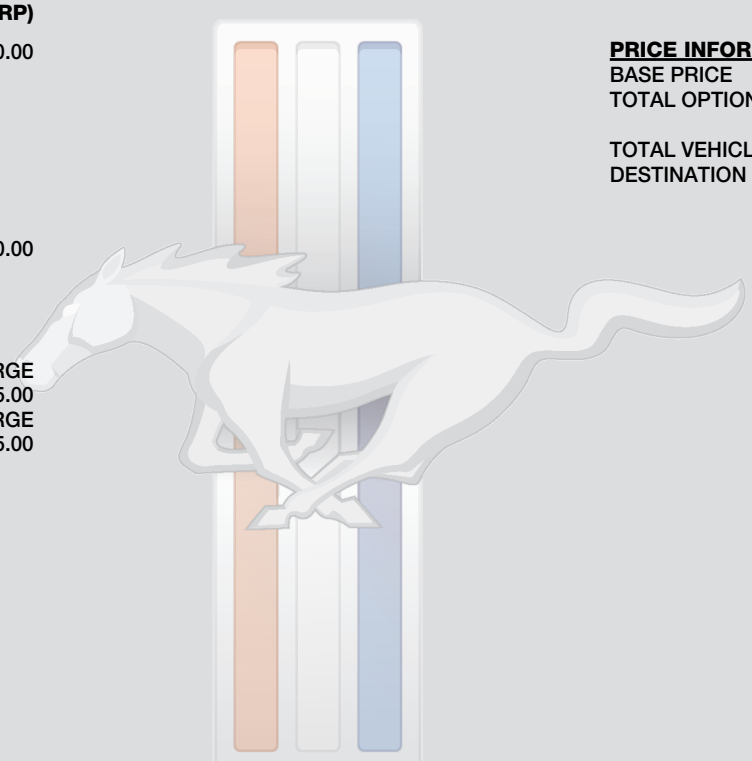 RP)
0.00
0.00
RGE
5.00
RGE
5.00
PRICE INFOR
BASE PRICE
TOTAL OPTION
TOTAL VEHICL
DESTINATION